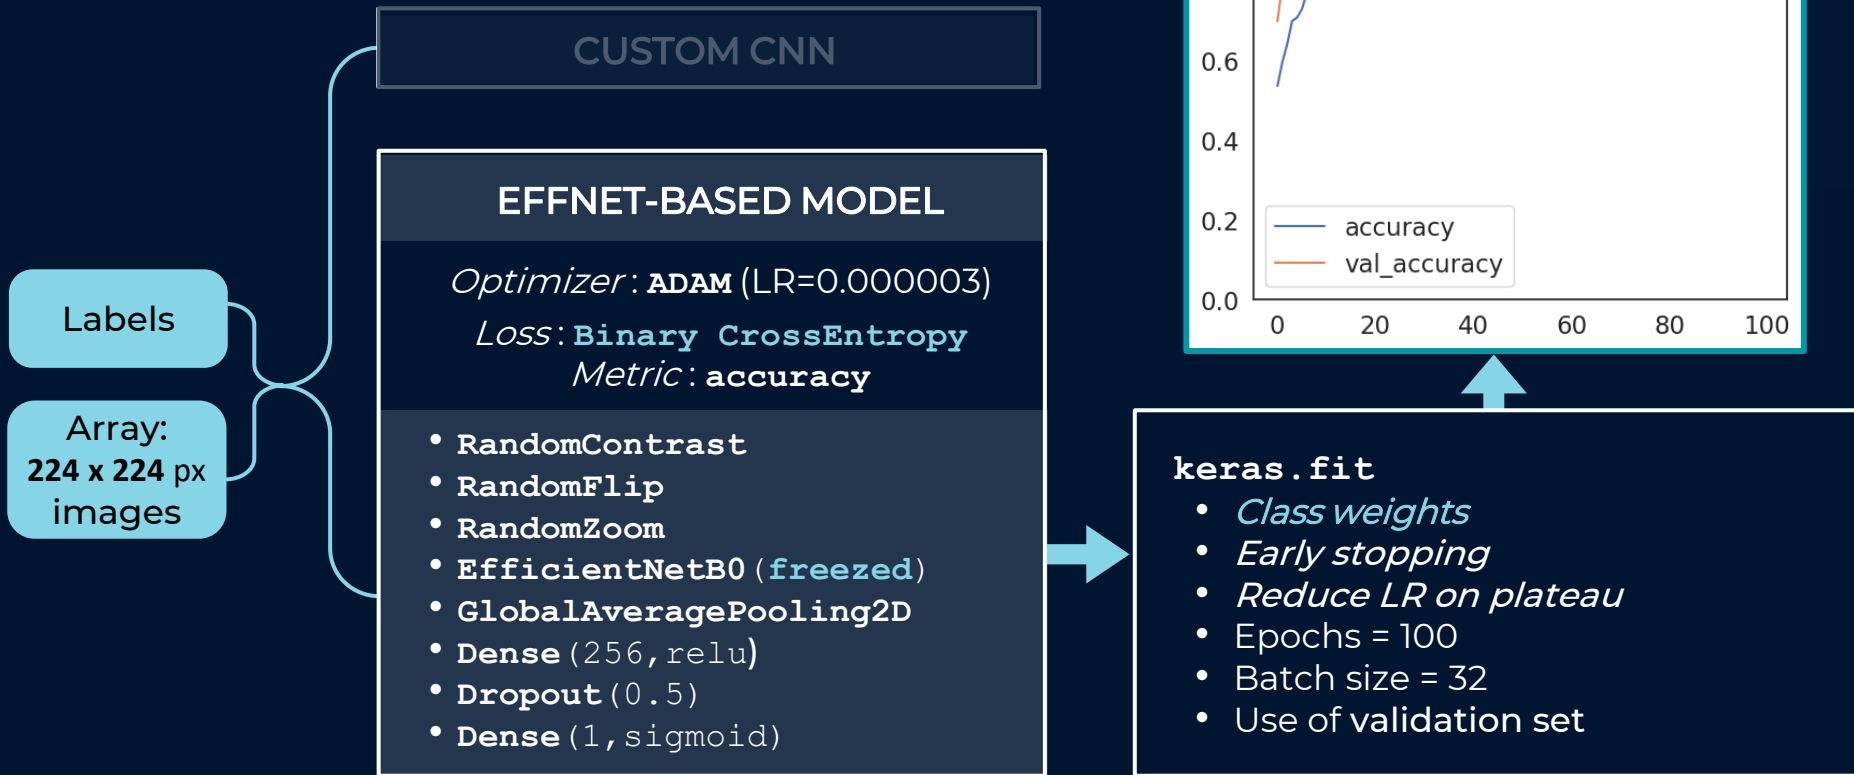 CUSTOM CNN
EFFNET-BASED MODEL
Optimizer: ADAM (LR=0.000003)
Loss: Binary CrossEntropy
Metric: accuracy
• RandomContrast
• RandomFlip
• RandomZoom
• EfficientNetB0(freezed)
• GlobalAveragePooling2D
• Dense(256,relu)
• Dropout(0.5)
• Dense(1,sigmoid)
Labels
Array:
224 x 224 px
images
0.6
0.4
0.2
0.0
accuracy
val_accuracy
0 20 40 60 80 100
keras.fit
• Class weights
• Early stopping
• Reduce LR on plateau
• Epochs = 100
• Batch size = 32
• Use of validation set